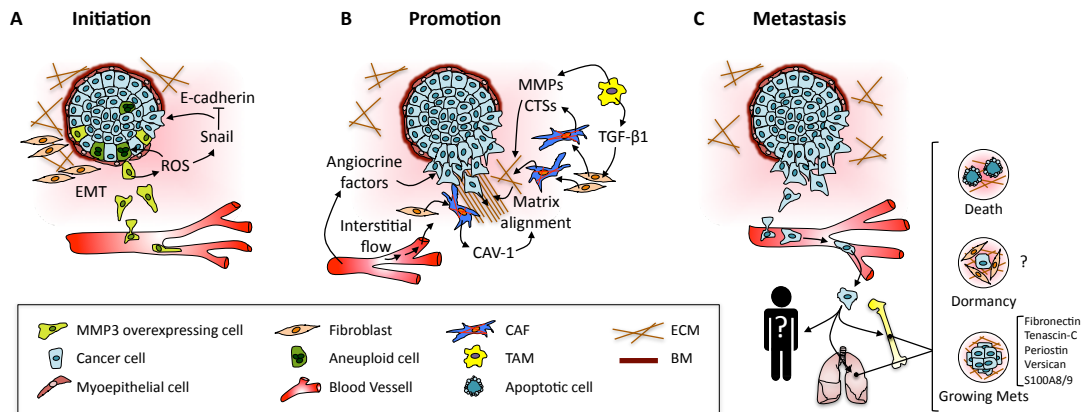 A Initiation
E-cadherin
Snail
ROS
EMT
B Promotion
MMPs
CTSs
TGF-β1
Angiocrine
factors
Matrix
alignment
Interstitial
flow
CAV-1
C Metastasis
Death
?
Dormancy
?
Fibronectin
Tenascin-C
Periostin
Versican
S100A8/9
Growing Mets
MMP3 overexpressing cell
Cancer cell
Myoepithelial cell
Fibroblast
Aneuploid cell
Blood Vessell
CAF
TAM
Apoptotic cell
ECM
BM